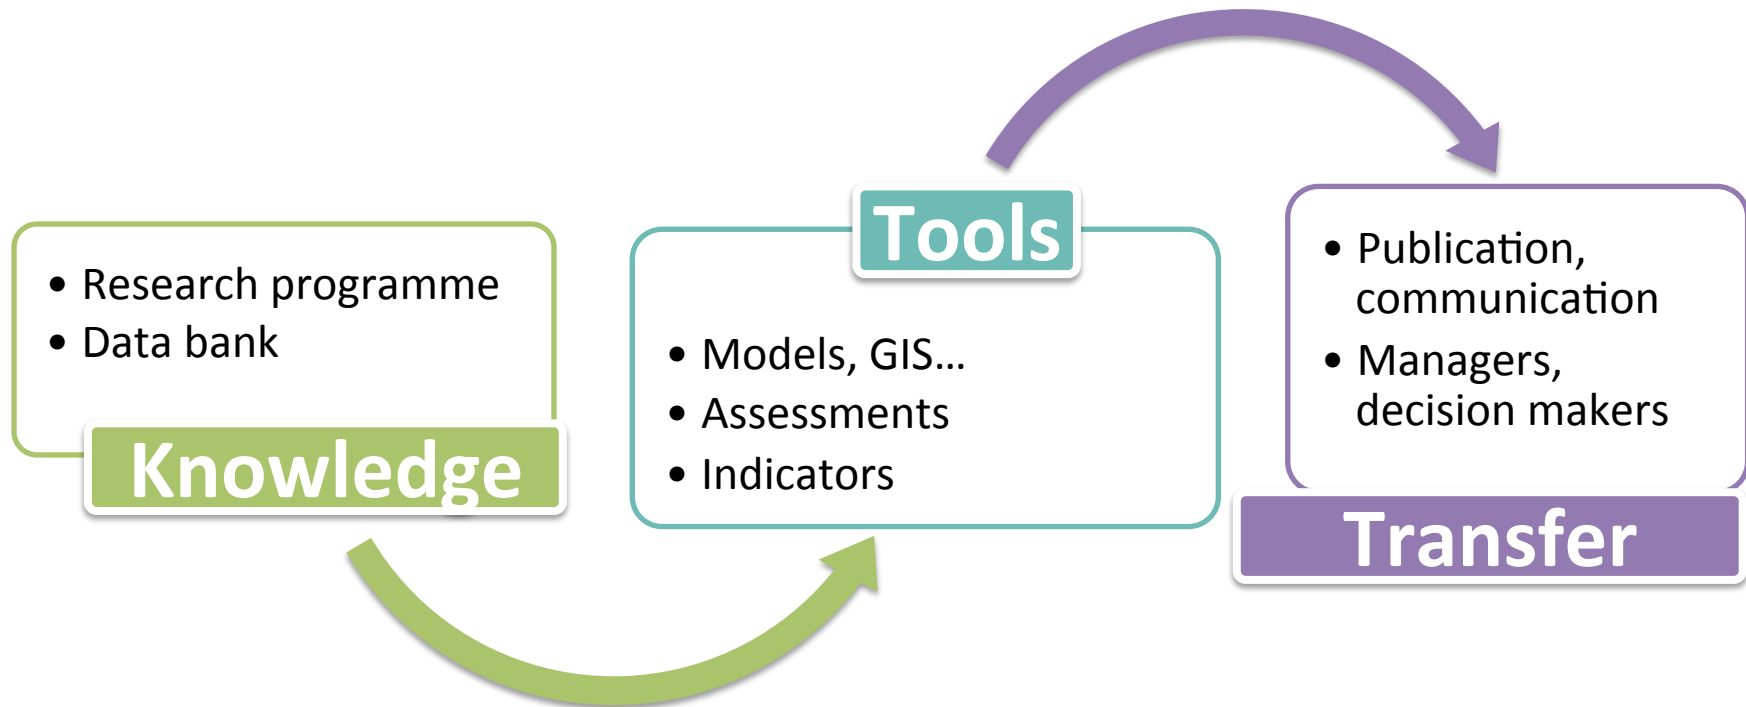 • Research programme
• Data bank
Knowledge
Tools
• Models, GIS...
• Assessments
• Indicators
• Publication,
communication
• Managers,
decision makers
Transfer